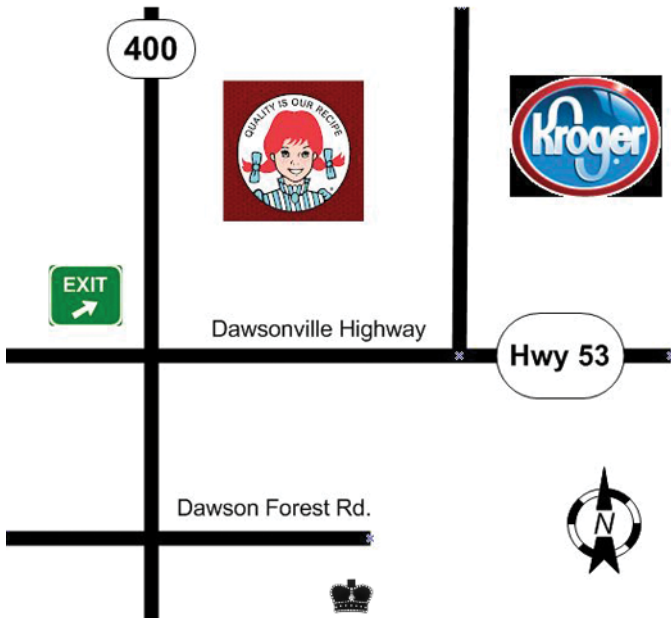 400
QUALITY IS OUR RECIPE
Kroger
EXIT
Dawsonville Highway
Hwy 53
Dawson Forest Rd.
N